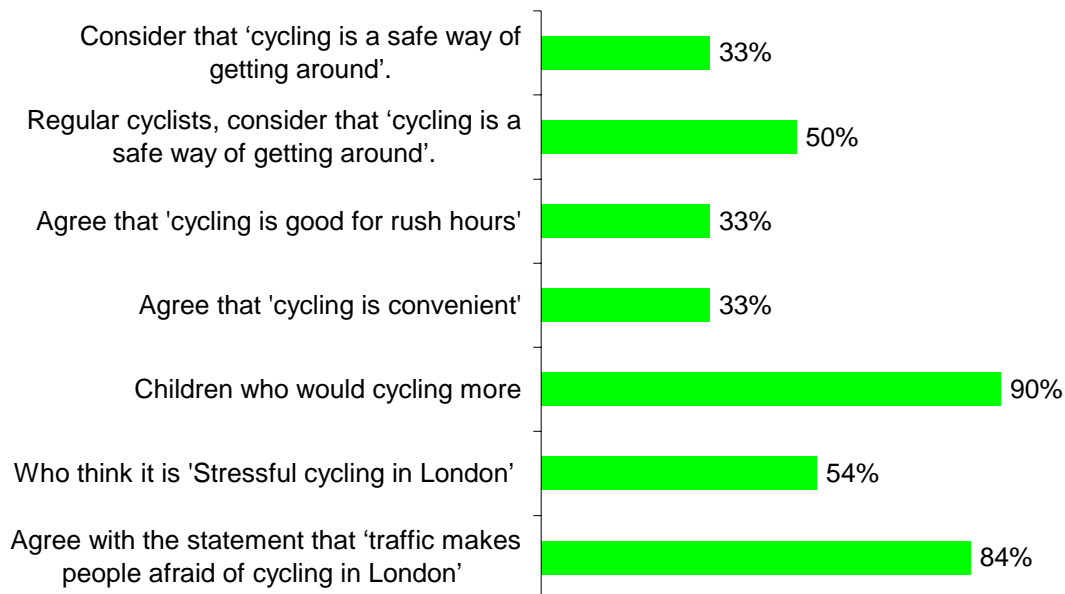 Consider that ‘cycling is a safe way of
getting around’.
33%
Regular cyclists, consider that ‘cycling is a
safe way of getting around’.
50%
Agree that 'cycling is good for rush hours'
33%
Agree that 'cycling is convenient'
33%
Children who would cycling more
90%
Who think it is 'Stressful cycling in London’
54%
Agree with the statement that ‘traffic makes
people afraid of cycling in London’
84%